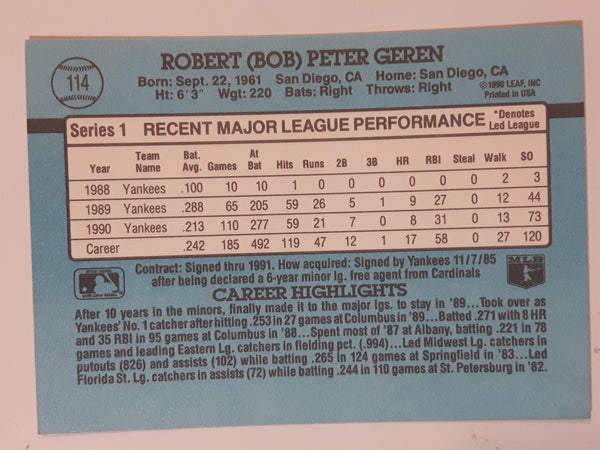 114
ROBERT (BOB) PETER GEREN
Born: Sept. 22, 1961 San Diego, CA Home: San Diego, CA
Ht: 6'3" Wgt: 220 Bats: Right Throws: Right
©1990 LEAF, INC
Printed in USA
Series 1 RECENT MAJOR LEAGUE PERFORMANCE *Denotes Led League
Year Team Name Bat. Avg. Games At Bat Hits Runs 2B 3B HR RBI Steal Walk SO
1988 Yankees .100 10 10 1 0 0 0 0 0 0 2 3
1989 Yankees .288 65 205 59 26 5 1 9 27 0 12 44
1990 Yankees .213 110 277 59 21 7 0 8 31 0 13 73
Career .242 185 492 119 47 12 1 17 58 0 27 120
Contract: Signed thru 1991. How acquired: Signed by Yankees 11/7/85
after being declared a 6-year minor lg. free agent from Cardinals
MLB
CAREER HIGHLIGHTS
After 10 years in the minors, finally made it to the major lgs. to stay in '89...Took over as
Yankees' No. 1 catcher after hitting .253 in 27 games at Columbus in '89...Batted .271 with 8 HR
and 35 RBI in 95 games at Columbus in '88...Spent most of '87 at Albany, batting .221 in 78
games and leading Eastern Lg. catchers in fielding pct. (.994)...Led Midwest Lg. catchers in
putouts (826) and assists (102) while batting .265 in 124 games at Springfield in '83...Led
Florida St. Lg. catchers in assists (72) while batting .244 in 110 games at St. Petersburg in '82.